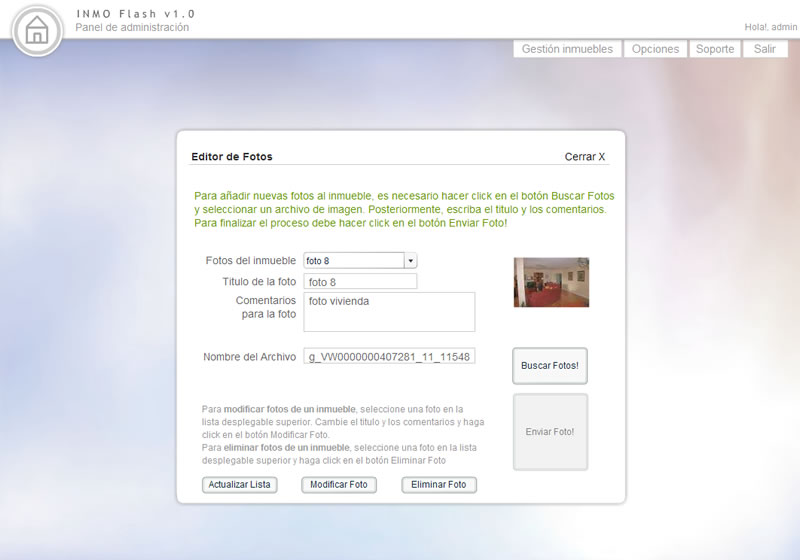 INMO Flash v1.0
Panel de administración
Hola!, admin
Gestión inmuebles
Opciones
Soporte
Salir
Editor de Fotos
Cerrar X
Para añadir nuevas fotos al inmueble, es necesario hacer click en el botón Buscar Fotos
y seleccionar un archivo de imagen. Posteriormente, escriba el titulo y los comentarios.
Para finalizar el proceso debe hacer click en el botón Enviar Foto!
Fotos del inmueble
foto 8
Titulo de la foto
foto 8
Comentarios
para la foto
foto vivienda
Nombre del Archivo
g_VW0000000407281_11_11548
Buscar Fotos!
Para modificar fotos de un inmueble, seleccione una foto en la
lista desplegable superior. Cambie el titulo y los comentarios y haga
click en el botón Modificar Foto.
Para eliminar fotos de un inmueble, seleccione una foto en la lista
desplegable superior y haga click en el botón Eliminar Foto
Enviar Foto!
Actualizar Lista
Modificar Foto
Eliminar Foto